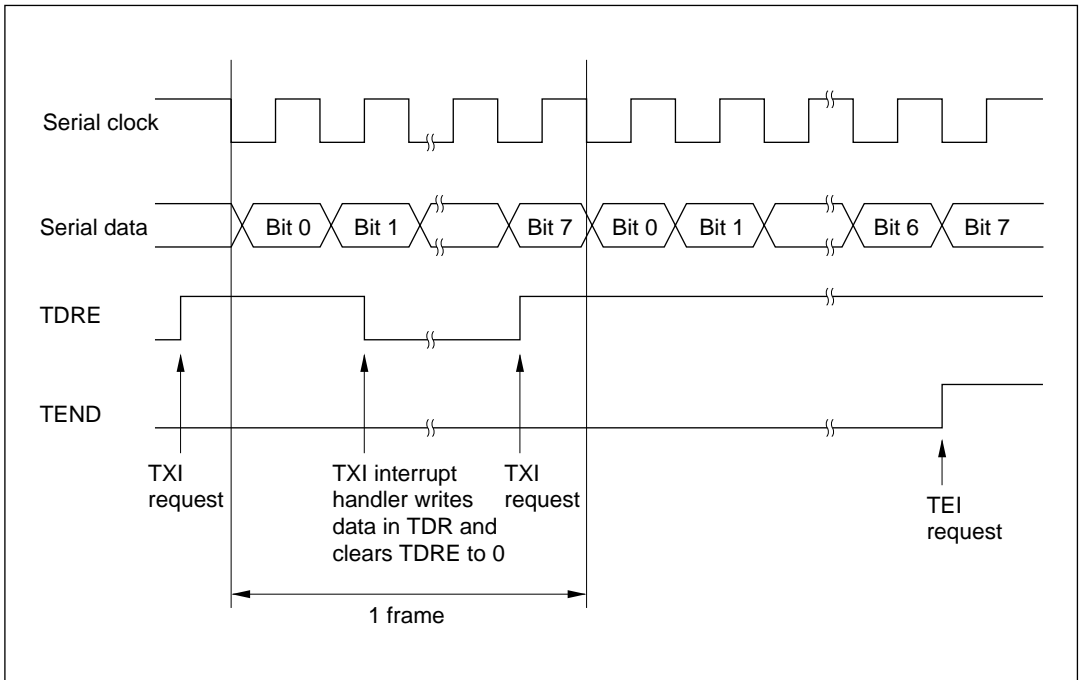 Serial clock
Serial data
Bit 0
Bit 1
Bit 7
Bit 0
Bit 1
Bit 6
Bit 7
TDRE
TEND
TXI
request
TXI interrupt
handler writes
data in TDR and
clears TDRE to 0
TXI
request
TEI
request
1 frame